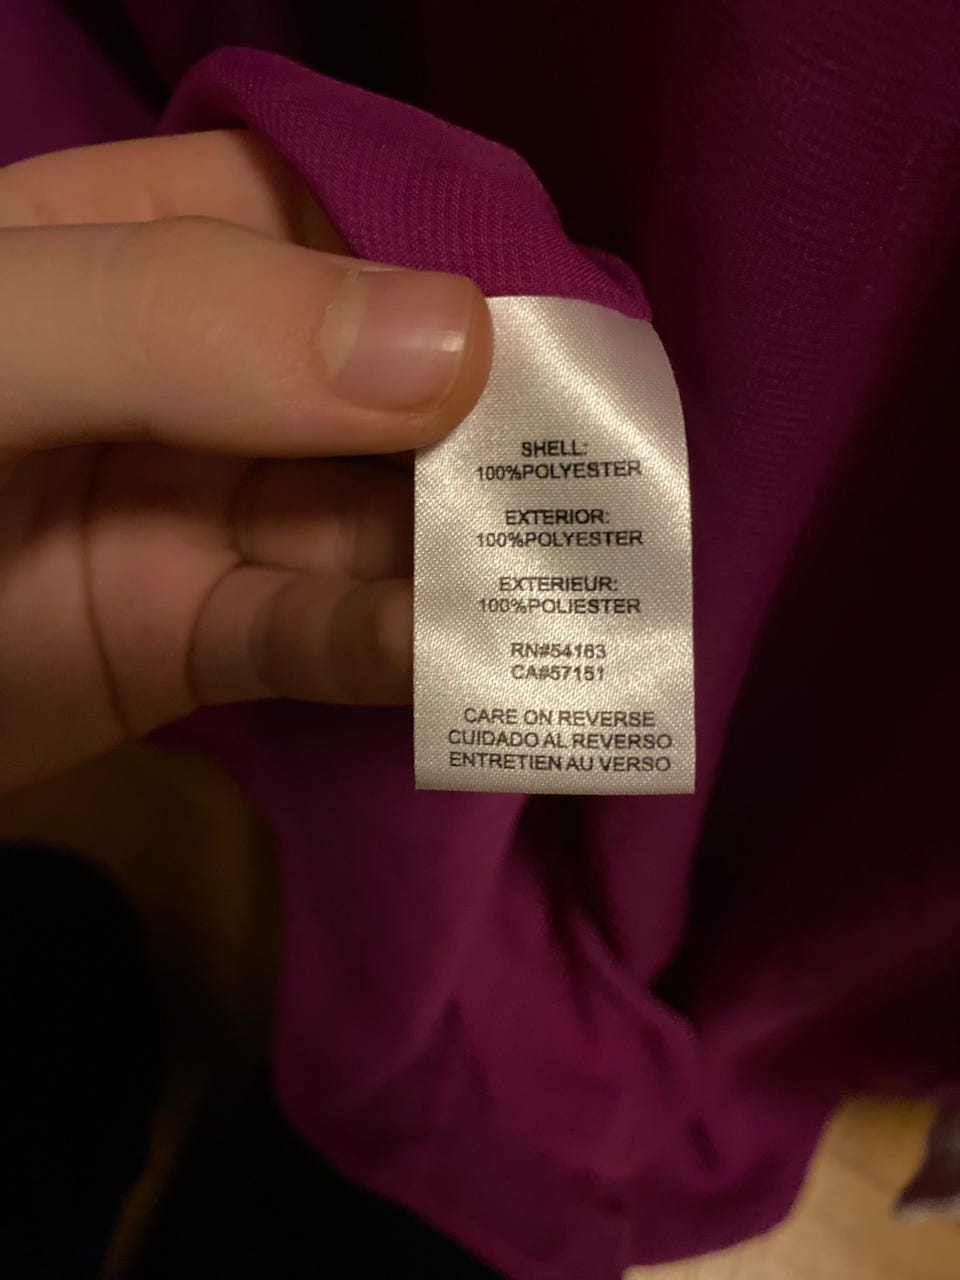 SHELL:
100%POLYESTER
EXTERIOR:
100%POLYESTER
EXTERIEUR:
100%POLIESTER
RN#54163
CA#57151
CARE ON REVERSE
CUIDADO AL REVERSO
ENTRETIEN AU VERSO